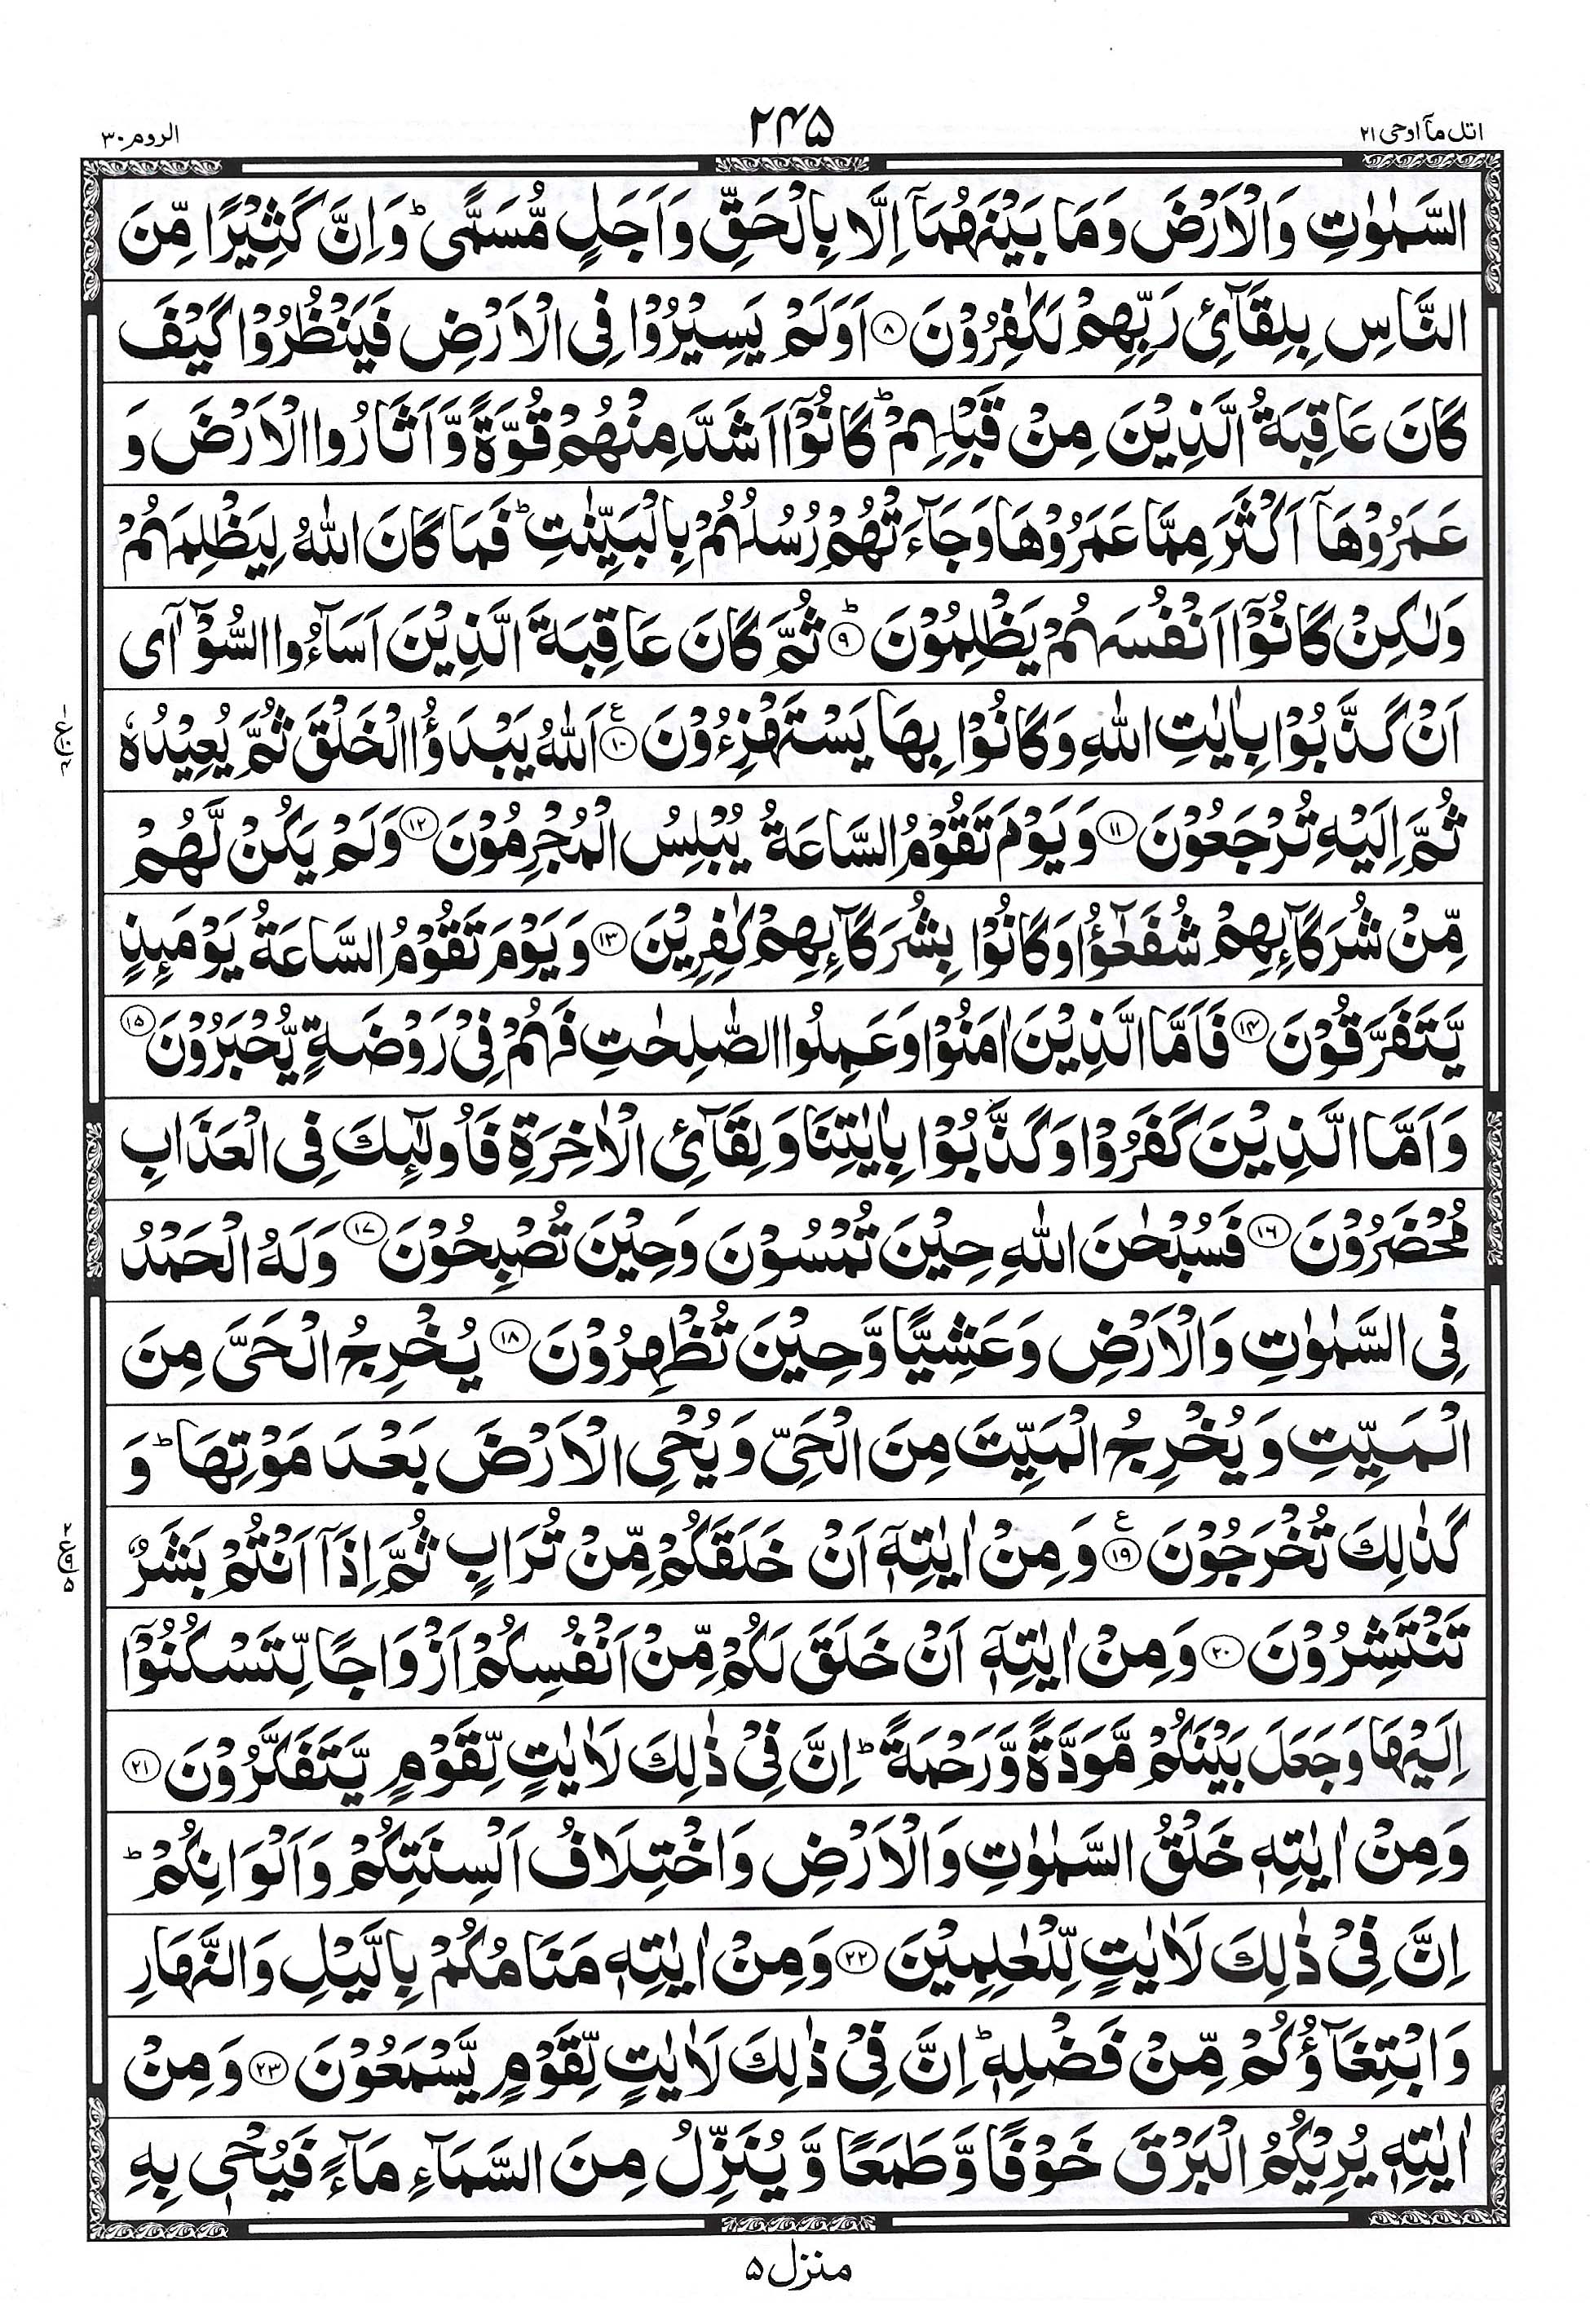 اتل مآ اوحی ۲۱
۲۴۵
الروم ۳۰
السَّمٰوٰتِ وَالْاَرْضَ وَمَا بَيْنَهُمَآ اِلَّا بِالْحَقِّ وَاَجَلٍ مُّسَمًّى ؕ وَاِنَّ كَثِيْرًا مِّنَ
النَّاسِ بِلِقَآئِ رَبِّهِمْ لَكٰفِرُوْنَ ۝۸ اَوَلَمْ يَسِيْرُوْا فِى الْاَرْضِ فَيَنْظُرُوْا كَيْفَ
كَانَ عَاقِبَةُ الَّذِيْنَ مِنْ قَبْلِهِمْ ؕ كَانُوْٓا اَشَدَّ مِنْهُمْ قُوَّةً وَّاَثَارُوا الْاَرْضَ وَ
عَمَرُوْهَآ اَكْثَرَ مِمَّا عَمَرُوْهَا وَجَآءَتْهُمْ رُسُلُهُمْ بِالْبَيِّنٰتِ ؕ فَمَا كَانَ اللّٰهُ لِيَظْلِمَهُمْ
وَلٰكِنْ كَانُوْٓا اَنْفُسَهُمْ يَظْلِمُوْنَ ۝۹ؕ ثُمَّ كَانَ عَاقِبَةَ الَّذِيْنَ اَسَآءُوا السُّوْٓاٰى
اَنْ كَذَّبُوْا بِاٰيٰتِ اللّٰهِ وَكَانُوْا بِهَا يَسْتَهْزِءُوْنَ ۝۱۰ع اَللّٰهُ يَبْدَؤُا الْخَلْقَ ثُمَّ يُعِيْدُهٗ
ثُمَّ اِلَيْهِ تُرْجَعُوْنَ ۝۱۱ وَيَوْمَ تَقُوْمُ السَّاعَةُ يُبْلِسُ الْمُجْرِمُوْنَ ۝۱۲ وَلَمْ يَكُنْ لَّهُمْ
مِّنْ شُرَكَآئِهِمْ شُفَعٰٓؤُا وَكَانُوْا بِشُرَكَآئِهِمْ كٰفِرِيْنَ ۝۱۳ وَيَوْمَ تَقُوْمُ السَّاعَةُ يَوْمَئِذٍ
يَّتَفَرَّقُوْنَ ۝۱۴ فَاَمَّا الَّذِيْنَ اٰمَنُوْا وَعَمِلُوا الصّٰلِحٰتِ فَهُمْ فِىْ رَوْضَةٍ يُّحْبَرُوْنَ ۝۱۵
وَاَمَّا الَّذِيْنَ كَفَرُوْا وَكَذَّبُوْا بِاٰيٰتِنَا وَلِقَآئِ الْاٰخِرَةِ فَاُولٰٓئِكَ فِى الْعَذَابِ
مُحْضَرُوْنَ ۝۱۶ فَسُبْحٰنَ اللّٰهِ حِيْنَ تُمْسُوْنَ وَحِيْنَ تُصْبِحُوْنَ ۝۱۷ وَلَهُ الْحَمْدُ
فِى السَّمٰوٰتِ وَالْاَرْضِ وَعَشِيًّا وَّحِيْنَ تُظْهِرُوْنَ ۝۱۸ يُخْرِجُ الْحَىَّ مِنَ
الْمَيِّتِ وَيُخْرِجُ الْمَيِّتَ مِنَ الْحَىِّ وَيُحْىِ الْاَرْضَ بَعْدَ مَوْتِهَا ؕ وَ
كَذٰلِكَ تُخْرَجُوْنَ ۝۱۹ع وَمِنْ اٰيٰتِهٖٓ اَنْ خَلَقَكُمْ مِّنْ تُرَابٍ ثُمَّ اِذَآ اَنْتُمْ بَشَرٌ
تَنْتَشِرُوْنَ ۝۲۰ وَمِنْ اٰيٰتِهٖٓ اَنْ خَلَقَ لَكُمْ مِّنْ اَنْفُسِكُمْ اَزْوَاجًا لِّتَسْكُنُوْٓا
اِلَيْهَا وَجَعَلَ بَيْنَكُمْ مَّوَدَّةً وَّرَحْمَةً ؕ اِنَّ فِىْ ذٰلِكَ لَاٰيٰتٍ لِّقَوْمٍ يَّتَفَكَّرُوْنَ ۝۲۱
وَمِنْ اٰيٰتِهٖ خَلْقُ السَّمٰوٰتِ وَالْاَرْضِ وَاخْتِلَافُ اَلْسِنَتِكُمْ وَاَلْوَانِكُمْ ؕ
اِنَّ فِىْ ذٰلِكَ لَاٰيٰتٍ لِّلْعٰلِمِيْنَ ۝۲۲ وَمِنْ اٰيٰتِهٖ مَنَامُكُمْ بِالَّيْلِ وَالنَّهَارِ
وَابْتِغَآؤُكُمْ مِّنْ فَضْلِهٖ ؕ اِنَّ فِىْ ذٰلِكَ لَاٰيٰتٍ لِّقَوْمٍ يَّسْمَعُوْنَ ۝۲۳ وَمِنْ
اٰيٰتِهٖ يُرِيْكُمُ الْبَرْقَ خَوْفًا وَّطَمَعًا وَّيُنَزِّلُ مِنَ السَّمَآءِ مَآءً فَيُحْىٖ بِهِ
منزل ۵